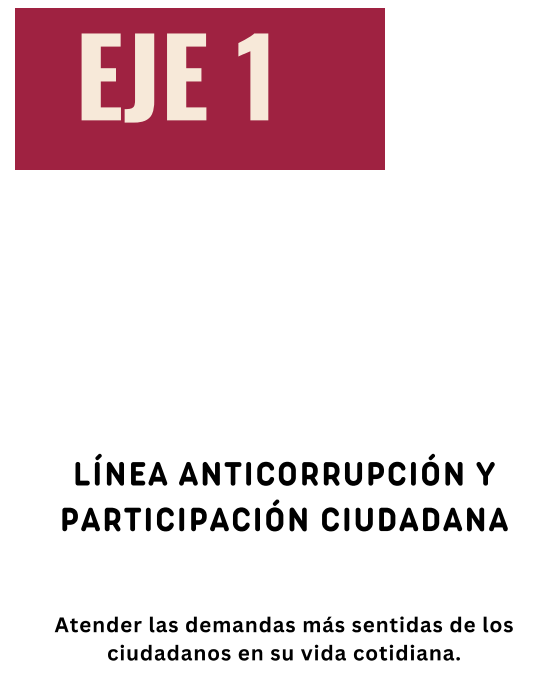 EJE 1
LÍNEA ANTICORRUPCIÓN Y
PARTICIPACIÓN CIUDADANA
Atender las demandas más sentidas de los
ciudadanos en su vida cotidiana.